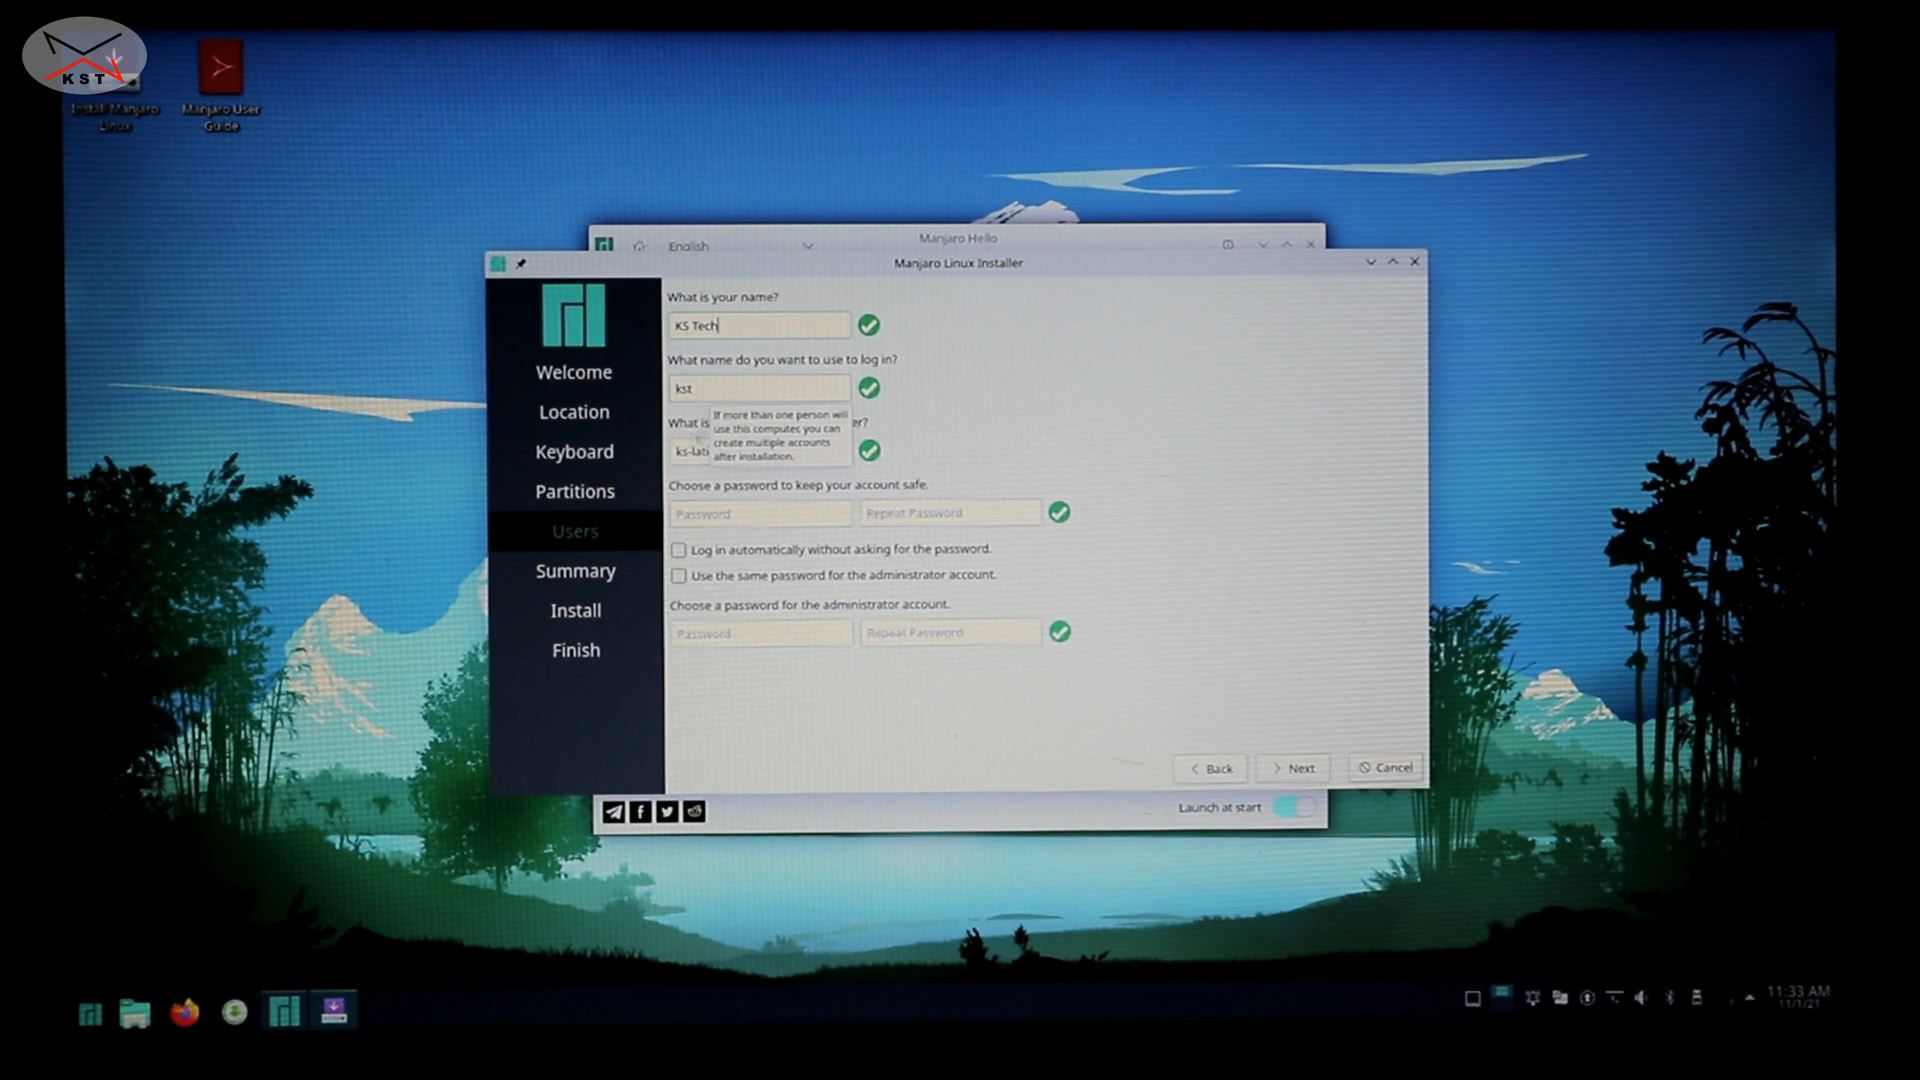 KST
Install Manjaro
Linux
Manjaro User
Guide
English
Manjaro Hello
Manjaro Linux Installer
Welcome
Location
Keyboard
Partitions
Users
Summary
Install
Finish
What is your name?
KS Tech
What name do you want to use to log in?
kst
What is
er?
If more than one person will
use this computer, you can
create multiple accounts
after installation.
ks-lati
Choose a password to keep your account safe.
Password
Repeat Password
Log in automatically without asking for the password.
Use the same password for the administrator account.
Choose a password for the administrator account.
Password
Repeat Password
Back
Next
Cancel
Launch at start
11:33 AM
11/1/21